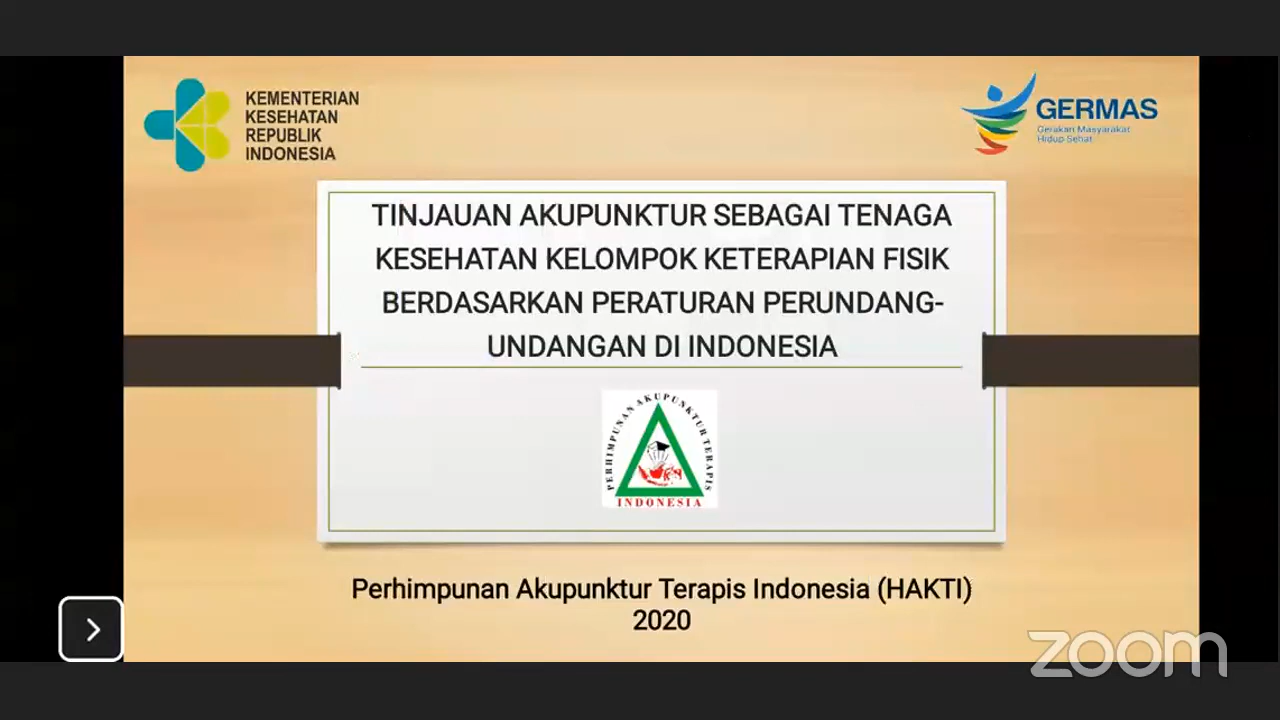 KEMENTERIAN
KESEHATAN
REPUBLIK
INDONESIA
GERMAS
Gerakan Masyarakat
Hidup Sehat
TINJAUAN AKUPUNKTUR SEBAGAI TENAGA
KESEHATAN KELOMPOK KETERAPIAN FISIK
BERDASARKAN PERATURAN PERUNDANG-
UNDANGAN DI INDONESIA
PERHIMPUNAN AKUPUNKTUR TERAPIS
INDONESIA
Perhimpunan Akupunktur Terapis Indonesia (HAKTI)
2020
zoom